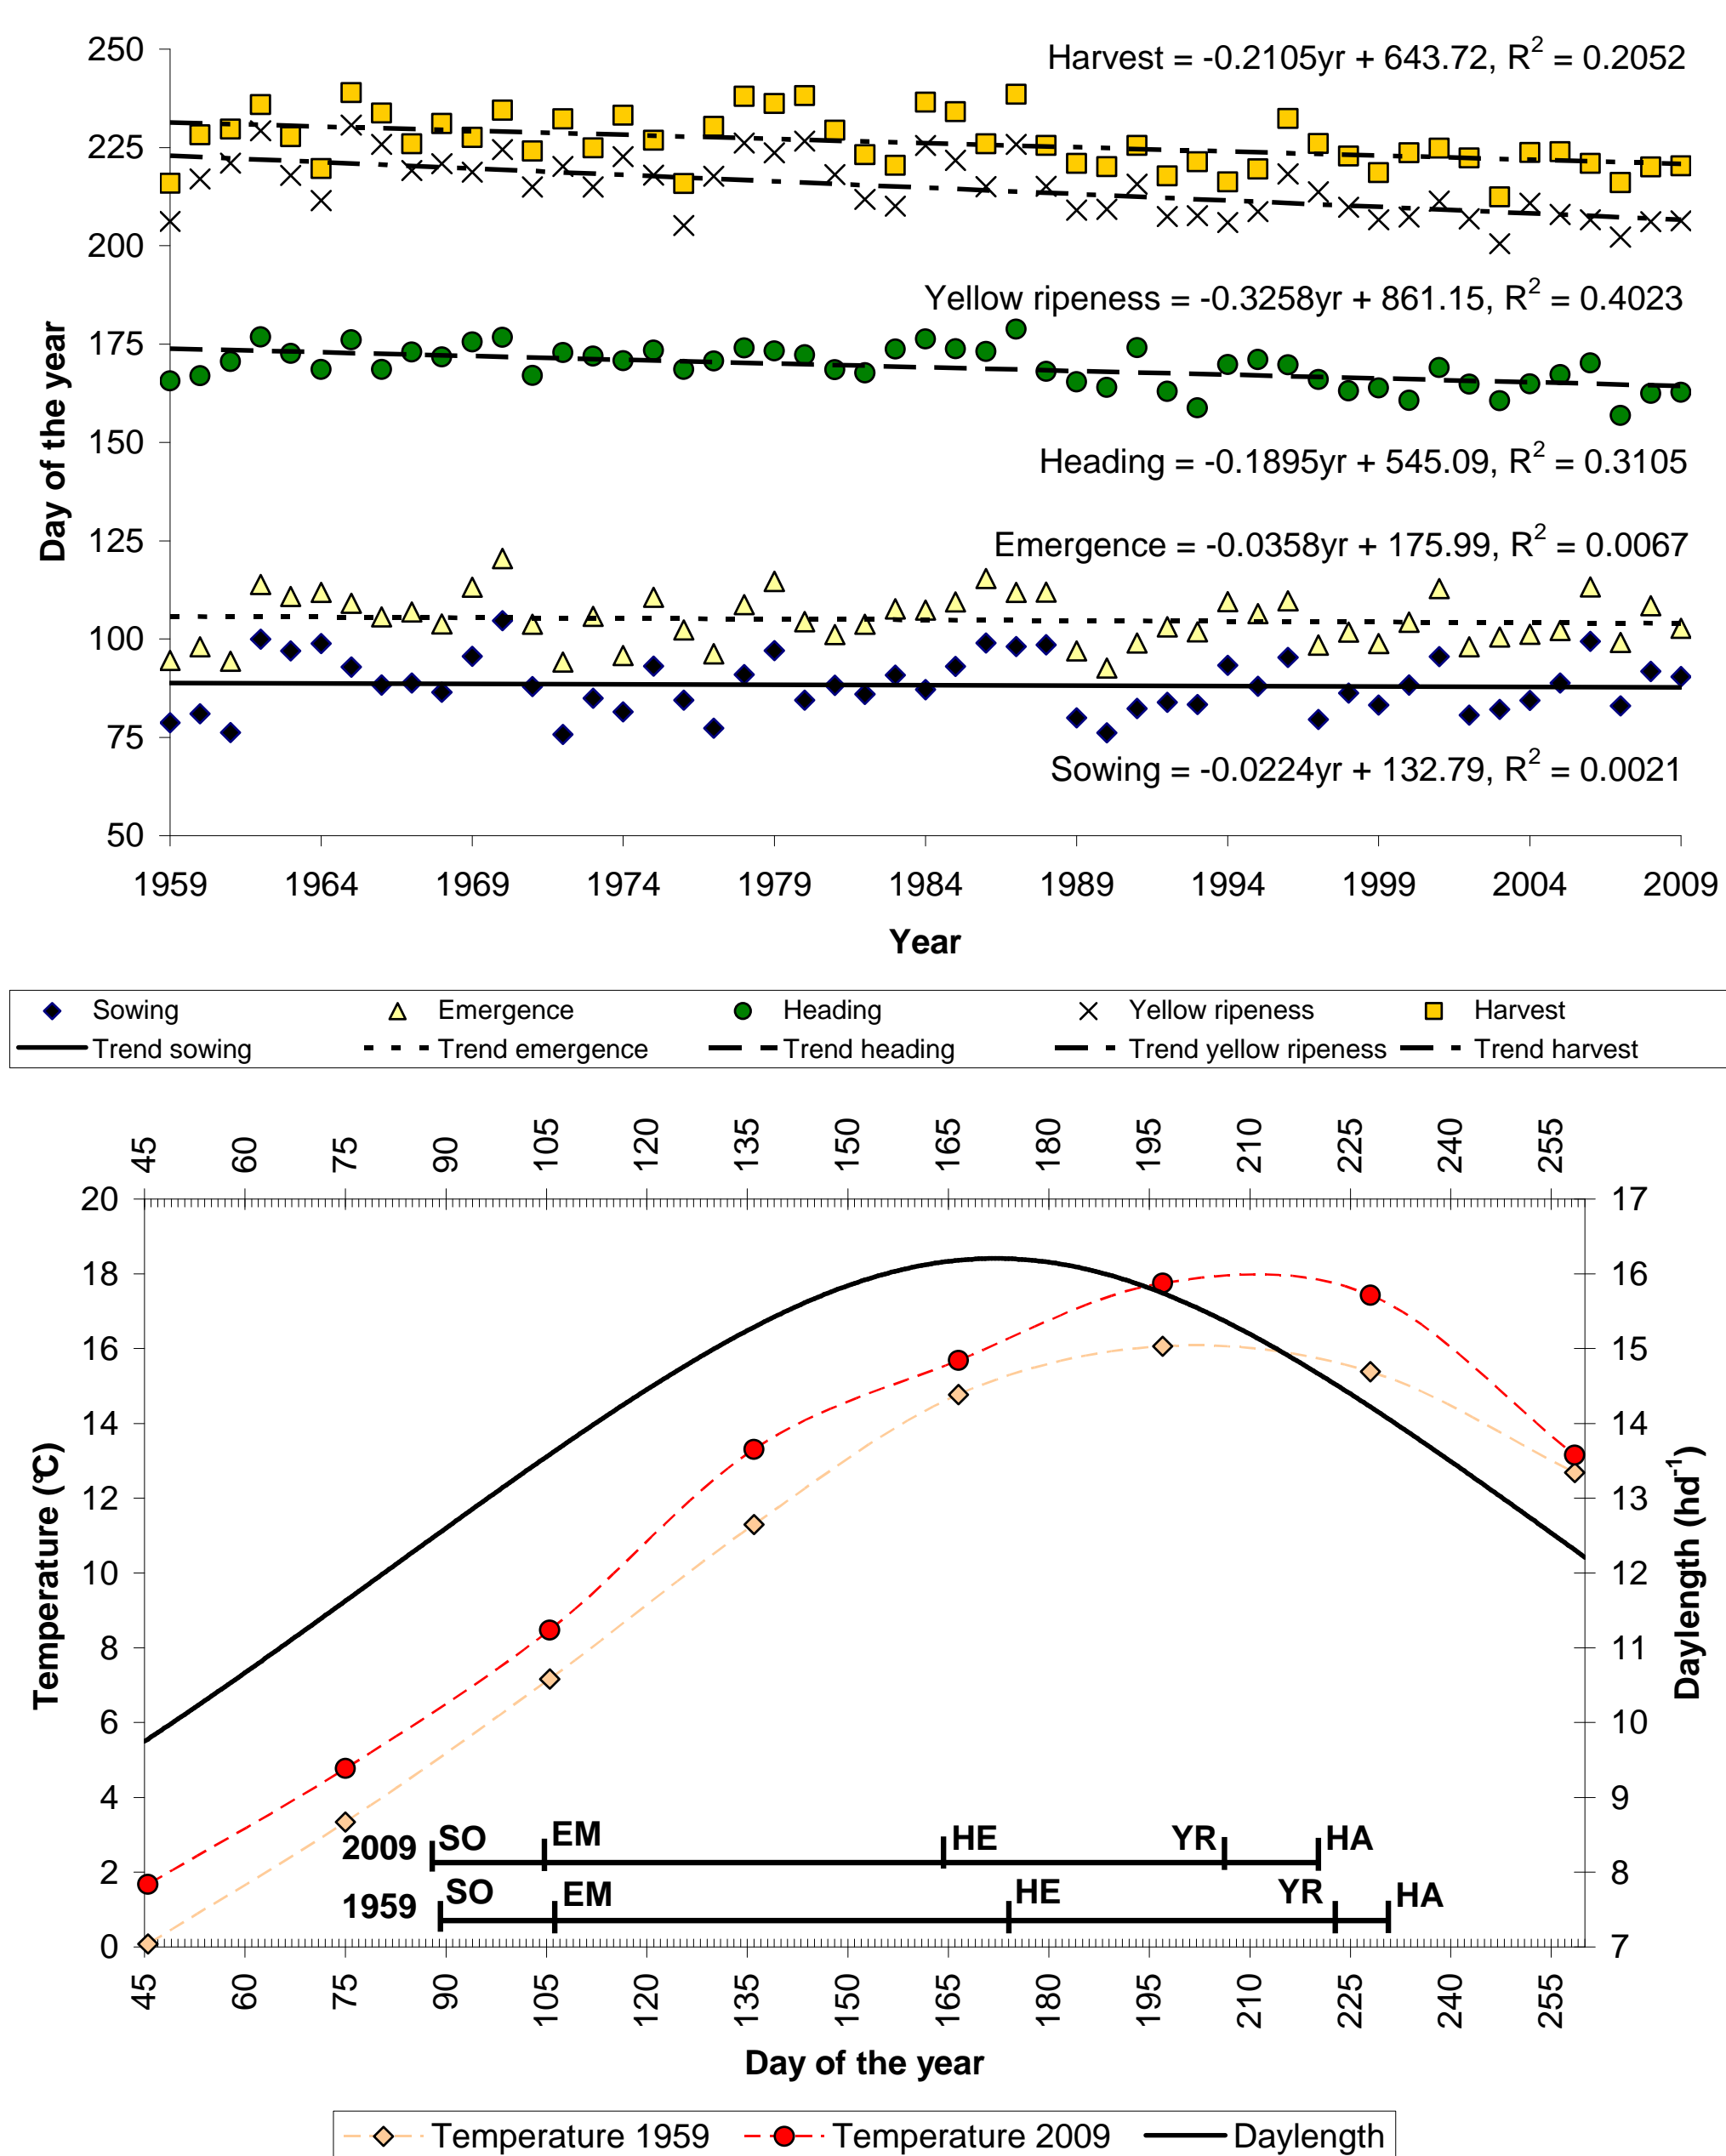 250
225
200
175
150
125
100
75
50
Day of the year
Harvest = -0.2105yr + 643.72, R² = 0.2052
Yellow ripeness = -0.3258yr + 861.15, R² = 0.4023
Heading = -0.1895yr + 545.09, R² = 0.3105
Emergence = -0.0358yr + 175.99, R² = 0.0067
Sowing = -0.0224yr + 132.79, R² = 0.0021
1959 1964 1969 1974 1979 1984 1989 1994 1999 2004 2009
Year
Sowing Emergence Heading Yellow ripeness Harvest
Trend sowing Trend emergence Trend heading Trend yellow ripeness Trend harvest
45 60 75 90 105 120 135 150 165 180 195 210 225 240 255
20
18
16
14
12
10
8
6
4
2
0
Temperature (°C)
17
16
15
14
13
12
11
10
9
8
7
Daylength (hd⁻¹)
2009 SO EM HE YR HA
1959 SO EM HE YR HA
45 60 75 90 105 120 135 150 165 180 195 210 225 240 255
Day of the year
Temperature 1959 Temperature 2009 Daylength